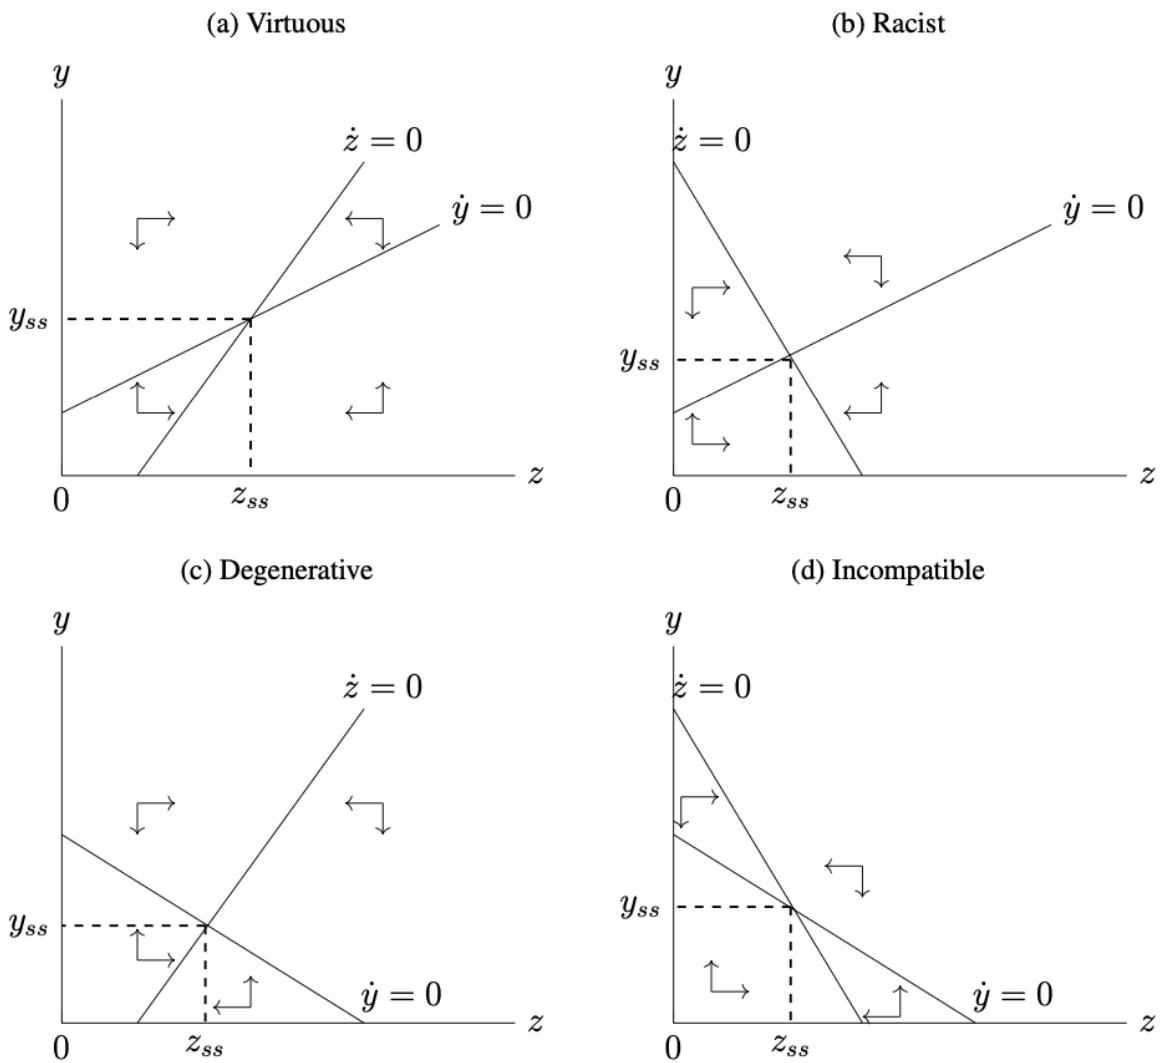 (a) Virtuous
y
ż = 0
ẏ = 0
y_ss
0
z_ss
z
(b) Racist
y
ż = 0
ẏ = 0
y_ss
0
z_ss
z
(c) Degenerative
y
ż = 0
y_ss
ẏ = 0
0
z_ss
z
(d) Incompatible
y
ż = 0
y_ss
ẏ = 0
0
z_ss
z